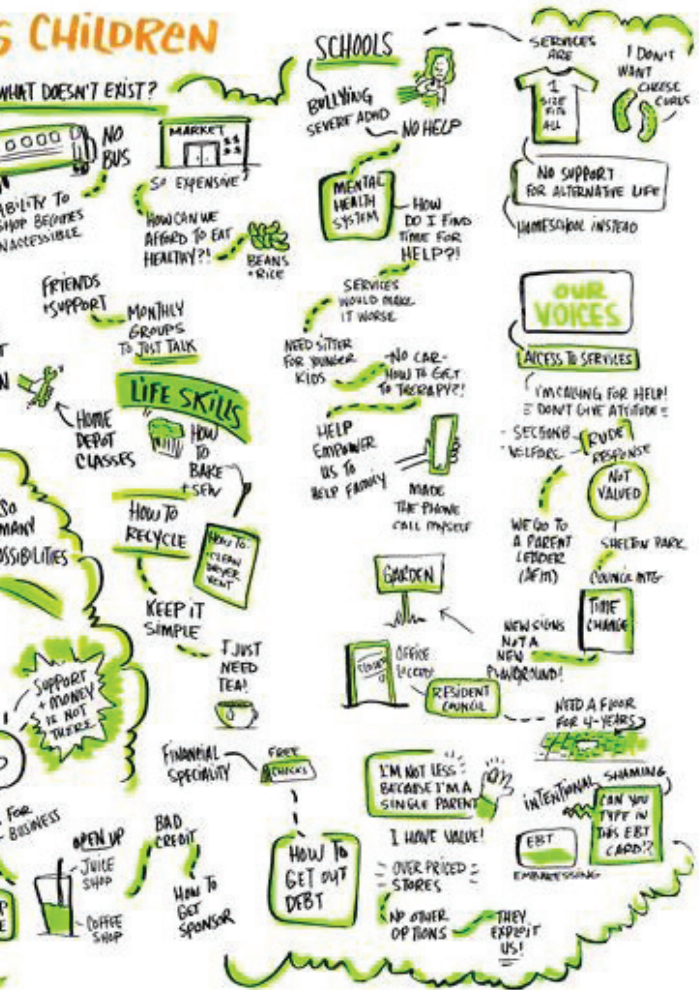 S CHILDREN
WHAT DOESN'T EXIST?
NO
BUS
ABILITY TO
SHOP BECOMES
NACCESSIBLE
MARKET
$$
$$
SO EXPENSIVE
HOW CAN WE
AFFORD TO EAT
HEALTHY?!
BEANS
+ RICE
FRIENDS
+ SUPPORT
MONTHLY
GROUPS
TO JUST TALK
LIFE SKILLS
HOME
DEPOT
CLASSES
HOW
TO
BAKE
+ SEW
HOW TO
RECYCLE
HOW TO
CLEAN
DRYER
VENT
KEEP IT
SIMPLE
I JUST
NEED
TEA!
SO
MANY
OSSIBILITIES
SUPPORT
+ MONEY
IS NOT
THERE
FOR
BUSINESS
OPEN UP
- JUICE
SHOP
- COFFEE
SHOP
BAD
CREDIT
HOW TO
GET
SPONSOR
FINANCIAL
SPECIALITY
FREE
CHECKS
HOW TO
GET OUT
DEBT
SCHOOLS
BULLYING
SEVERE ADHD
NO HELP
MENTAL
HEALTH
SYSTEM
HOW
DO I FIND
TIME FOR
HELP?!
SERVICES
WOULD MAKE
IT WORSE
NEED SITTER
FOR YOUNGER
KIDS
-NO CAR-
HOW TO GET
TO THERAPY?!
HELP
EMPOWER
US TO
HELP FAMILY
MADE
THE PHONE
CALL MYSELF
SERVICES
ARE
1
SIZE
FITS
ALL
I DON'T
WANT
CHEESE
CURLS
NO SUPPORT
FOR ALTERNATIVE LIFE
HOMESCHOOL INSTEAD
OUR
VOICES
ACCESS TO SERVICES
I'M CALLING FOR HELP!
= DON'T GIVE ATTITUDE =
- SECTION 8
- WELFARE
RUDE
RESPONSE
NOT
VALUED
WE GO TO
A PARENT
LEADER
SHELTON PARK
COUNCIL MTG
TIME
CHANGE
NEW SIGNS
NOT A
NEW
PLAYGROUND!
GARDEN
CLOSED
OFFICE
LOCKED
RESIDENT
COUNCIL
NEED A FLOOR
FOR 4-YEARS
I'M NOT LESS
BECAUSE I'M A
SINGLE PARENT
I HAVE VALUE!
OVER PRICED
STORES
NO OTHER
OPTIONS
THEY
EXPLOIT
US!
INTENTIONAL SHAMING
CAN YOU
TYPE IN
THIS EBT
CARD!?
EBT
EMBARESSING